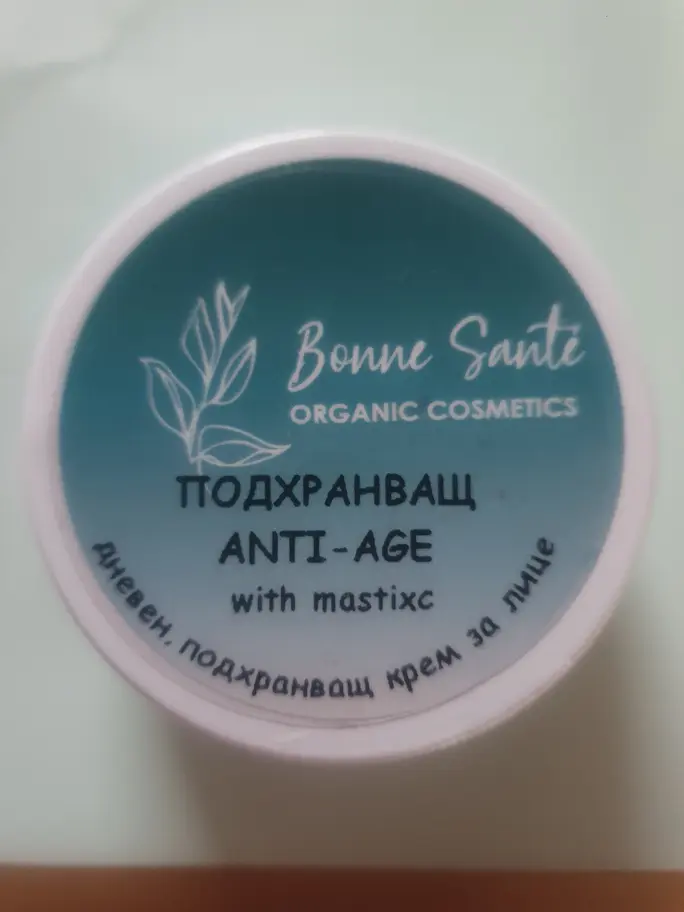 Bonne Santé
ORGANIC COSMETICS
ПОДХРАНВАЩ
ANTI-AGE
with mastixc
дневен, подхранващ крем за лице